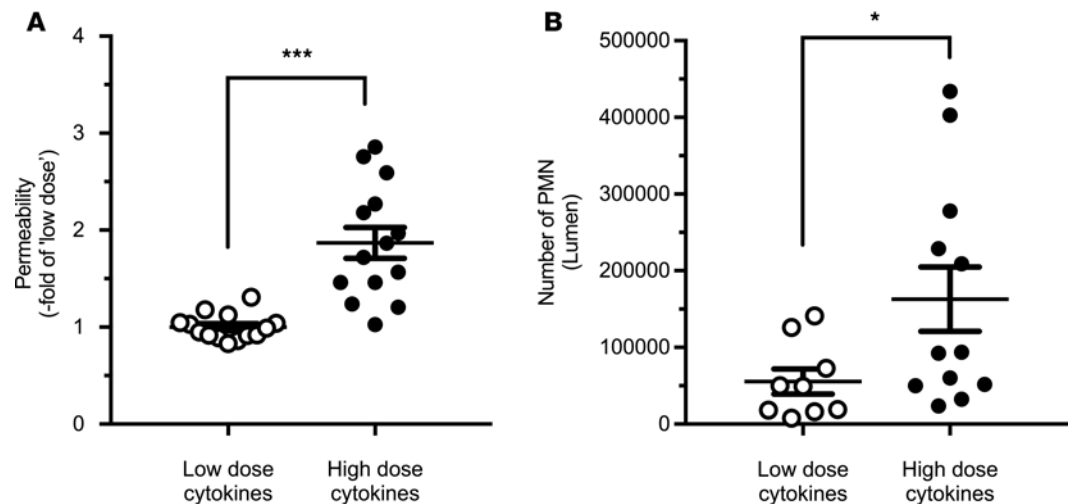 A
Permeability
(-fold of 'low dose')
4
3
2
1
0
***
Low dose
cytokines
High dose
cytokines
B
Number of PMN
(Lumen)
500000
400000
300000
200000
100000
0
*
Low dose
cytokines
High dose
cytokines